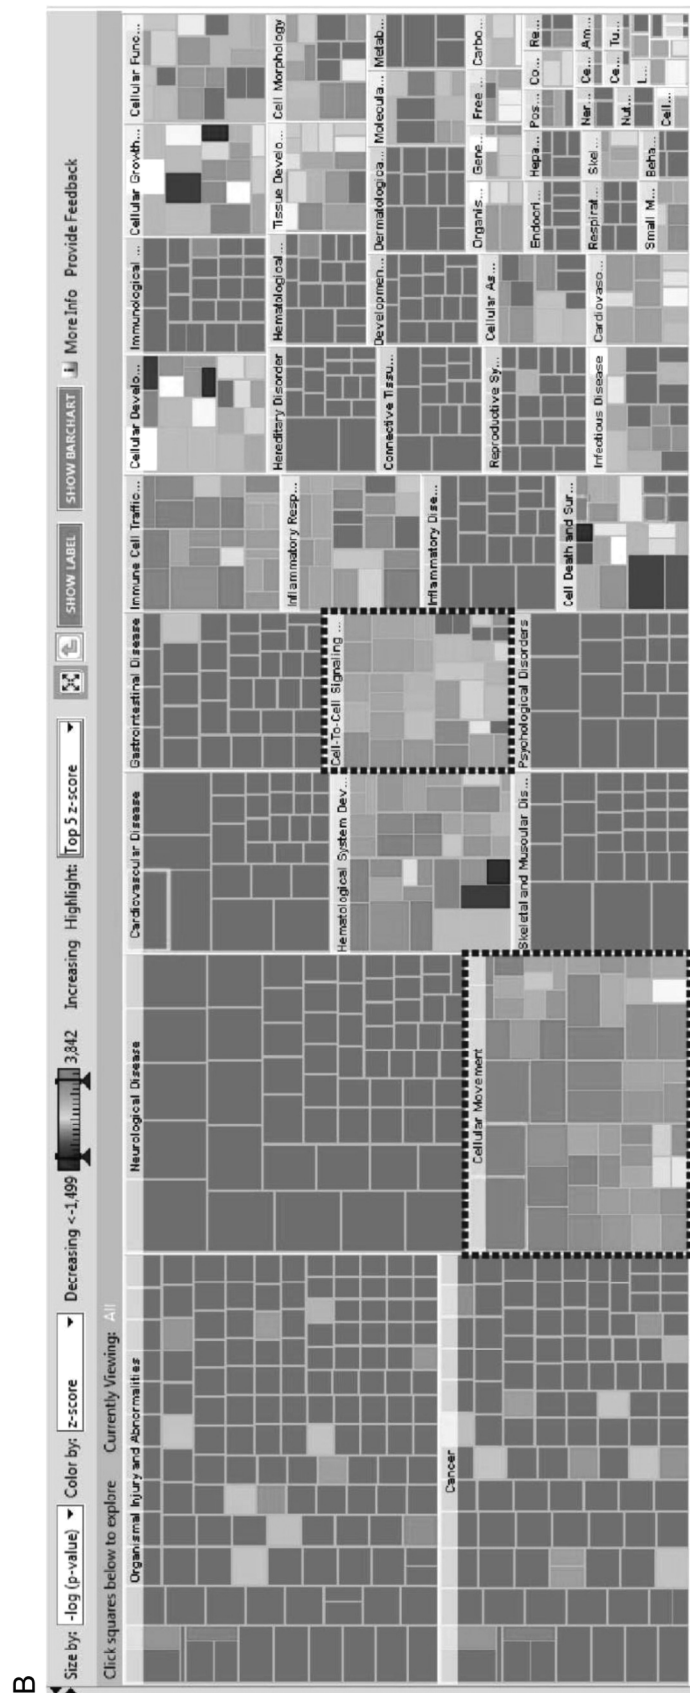 B
Size by: -log (p-value) Color by: z-score Decreasing <-1,499 3,842 Increasing Highlight: Top 5 z-score SHOW LABEL SHOW BARCHART i More Info Provide Feedback
Click squares below to explore Currently Viewing: All
Organismal Injury and Abnormalities
Cancer
Neurological Disease
Cellular Movement
Cardiovascular Disease
Hematological System Dev...
Skeletal and Muscular Dis...
Gastrointestinal Disease
Cell-To-Cell Signaling ...
Psychological Disorders
Immune Cell Traffic...
Inflammatory Resp...
Inflammatory Dise...
Cell Death and Sur...
Cellular Develo...
Hereditary Disorder
Connective Tissu...
Reproductive Sy...
Infectious Disease
Immunological ...
Hematological...
Developmen...
Cellular As...
Cardiovaso...
Cellular Growth...
Tissue Develo...
Dermatologica...
Organis...
Gene...
Endocri...
Hepa...
Respirat...
Skel...
Small M...
Beha...
Cellular Func...
Cell Morphology
Molecula...
Metab...
Free ...
Carbo...
Pos...
Co...
Re...
Ner...
Ce...
Am...
Nut...
Ce...
Tu...
Cell...
L...